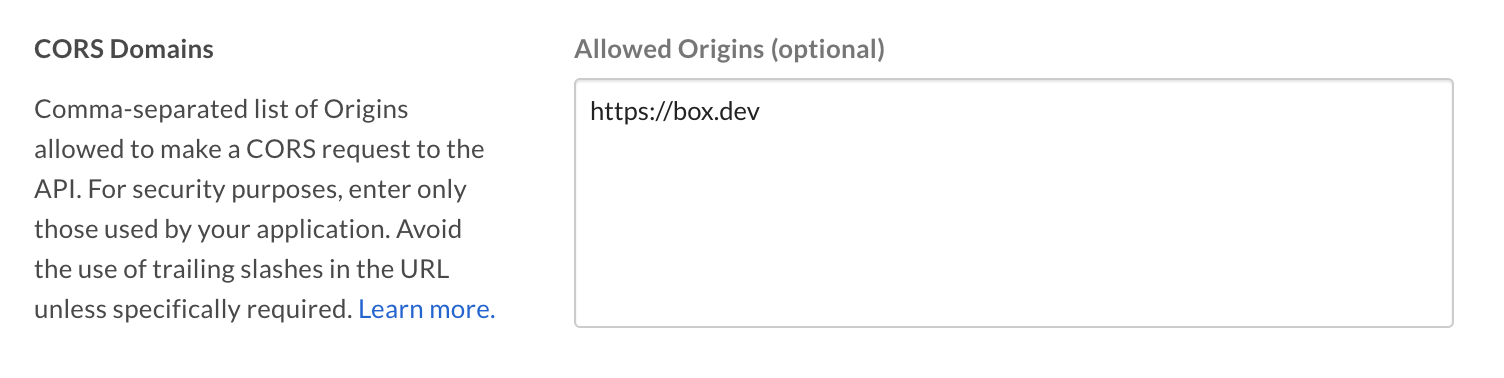 CORS Domains
Comma-separated list of Origins
allowed to make a CORS request to the
API. For security purposes, enter only
those used by your application. Avoid
the use of trailing slashes in the URL
unless specifically required. Learn more.
Allowed Origins (optional)
https://box.dev